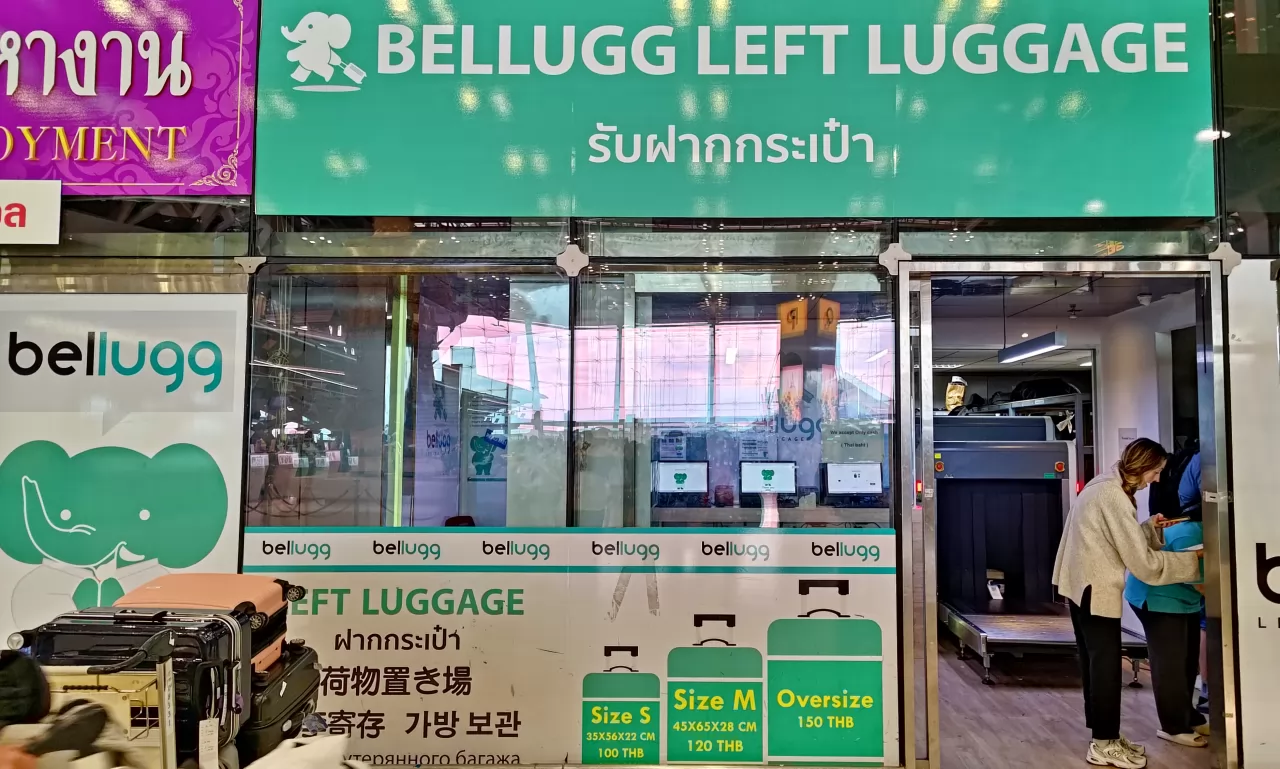 หางาน
OYMENT
BELLUGG LEFT LUGGAGE
รับฝากกระเป๋า
bellugg
bellugg bellugg bellugg bellugg bellugg bellugg
EFT LUGGAGE
ฝากกระเป๋า
荷物置き場
寄存 가방 보관
утерянного багажа
Size S
35X56X22 CM
100 THB
Size M
45X65X28 CM
120 THB
Oversize
150 THB